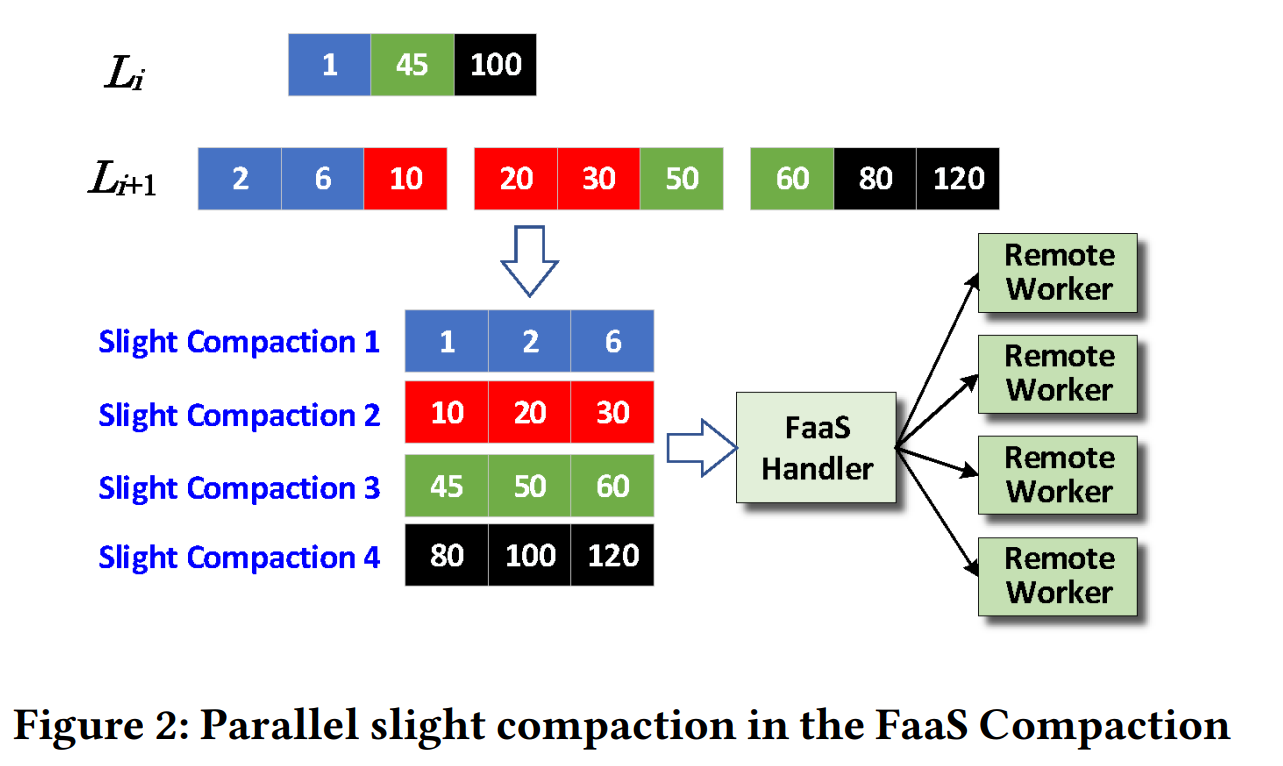 Li
1 45 100
Li+1
2 6 10 20 30 50 60 80 120
Slight Compaction 1
1 2 6
Slight Compaction 2
10 20 30
Slight Compaction 3
45 50 60
Slight Compaction 4
80 100 120
FaaS
Handler
Remote
Worker
Remote
Worker
Remote
Worker
Remote
Worker
Figure 2: Parallel slight compaction in the FaaS Compaction